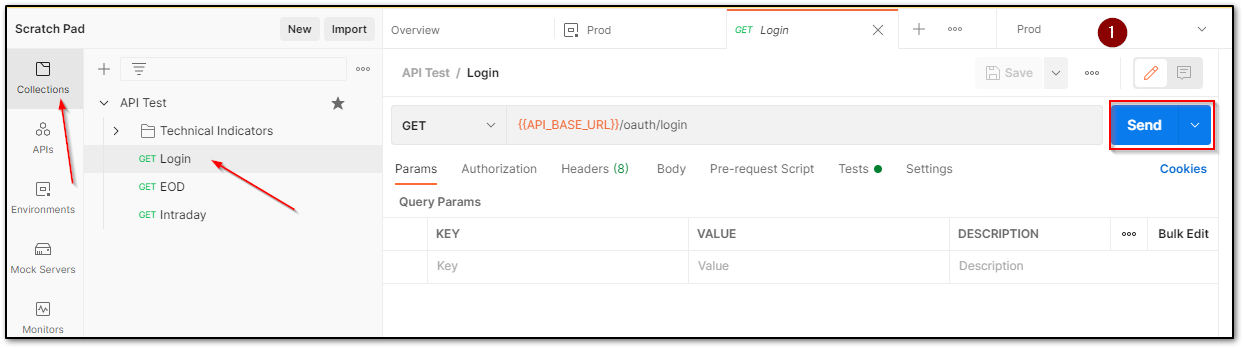 Scratch Pad
New
Import
Overview
Prod
GET Login
Prod
1
Collections
APIs
Environments
Mock Servers
Monitors
API Test
Technical Indicators
GET Login
GET EOD
GET Intraday
API Test / Login
Save
GET
{{API_BASE_URL}}/oauth/login
Send
Params
Authorization
Headers (8)
Body
Pre-request Script
Tests
Settings
Cookies
Query Params
KEY
VALUE
DESCRIPTION
Bulk Edit
Key
Value
Description